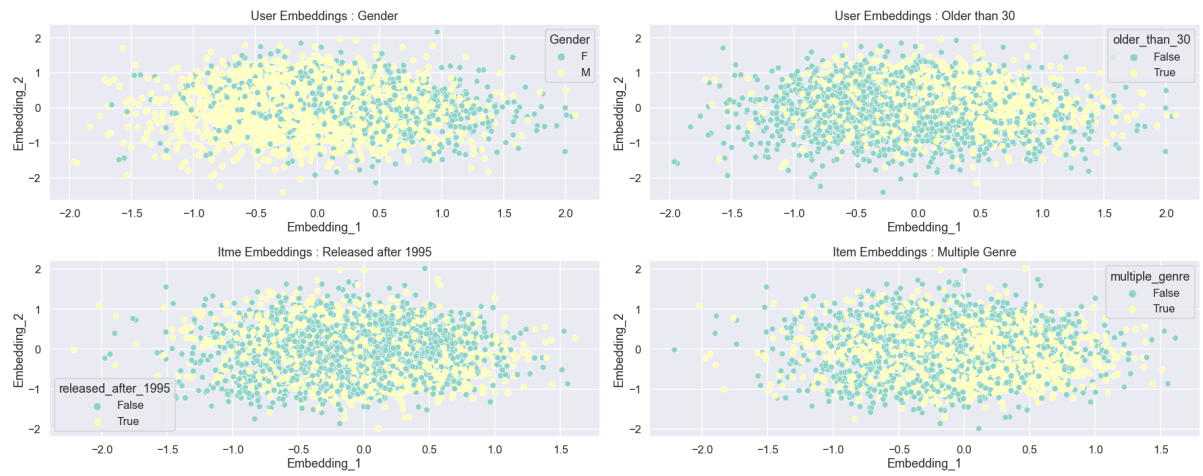 User Embeddings : Gender
Gender
F
M
Embedding_2
2
1
0
−1
−2
−2.0 −1.5 −1.0 −0.5 0.0 0.5 1.0 1.5 2.0
Embedding_1
User Embeddings : Older than 30
older_than_30
False
True
Embedding_2
2
1
0
−1
−2
−2.0 −1.5 −1.0 −0.5 0.0 0.5 1.0 1.5 2.0
Embedding_1
Itme Embeddings : Released after 1995
released_after_1995
False
True
Embedding_2
2
1
0
−1
−2
−2.0 −1.5 −1.0 −0.5 0.0 0.5 1.0 1.5
Embedding_1
Item Embeddings : Multiple Genre
multiple_genre
False
True
Embedding_2
2
1
0
−1
−2
−2.0 −1.5 −1.0 −0.5 0.0 0.5 1.0 1.5
Embedding_1